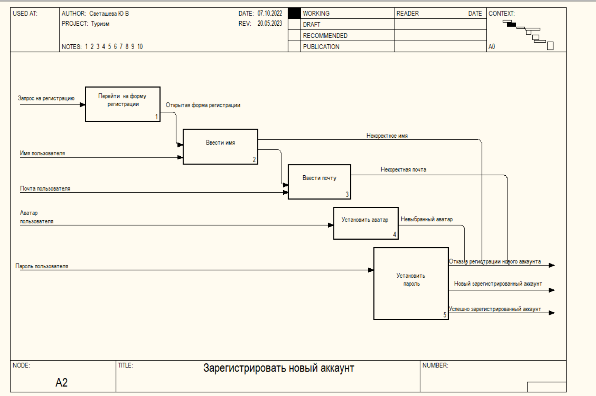 USED AT:
AUTHOR: Светашева Ю В
DATE: 07.10.2022
WORKING
READER
DATE
CONTEXT:
PROJECT: Туризм
REV: 20.05.2023
DRAFT
RECOMMENDED
NOTES: 1 2 3 4 5 6 7 8 9 10
PUBLICATION
A0
Запрос на регистрацию
Перейти на форму
регистрации
1
Открытая форма регистрации
Имя пользователя
Ввести имя
2
Некоректное имя
Почта пользователя
Ввести почту
3
Некоректная почта
Аватар
пользователя
Установить аватар
4
Невыбранный аватар
Пароль пользователя
Установить
пароль
5
Отказ в регистрации нового аккаунта
Новый зарегистрированный аккаунт
Успешно зарегистрированный аккаунт
NODE:
A2
TITLE:
Зарегистрировать новый аккаунт
NUMBER: